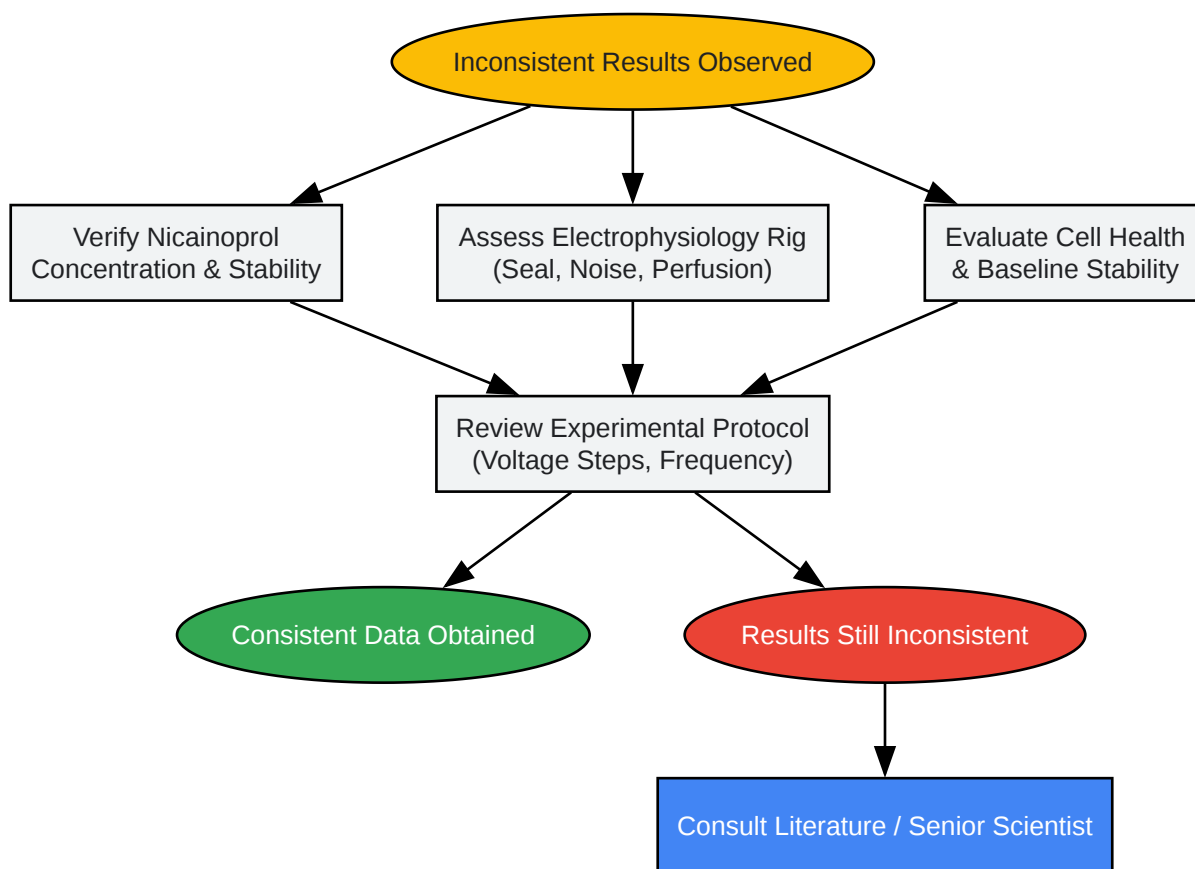 Inconsistent Results Observed
Verify Nicainoprol
Concentration & Stability
Assess Electrophysiology Rig
(Seal, Noise, Perfusion)
Evaluate Cell Health
& Baseline Stability
Review Experimental Protocol
(Voltage Steps, Frequency)
Consistent Data Obtained
Results Still Inconsistent
Consult Literature / Senior Scientist